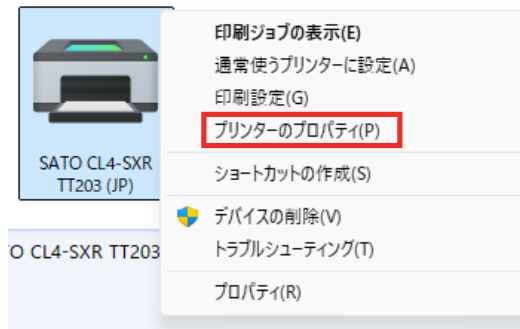 印刷ジョブの表示(E)
通常使うプリンターに設定(A)
印刷設定(G)
プリンターのプロパティ(P)
SATO CL4-SXR
TT203 (JP)
ショートカットの作成(S)
デバイスの削除(V)
トラブルシューティング(T)
O CL4-SXR TT203
プロパティ(R)